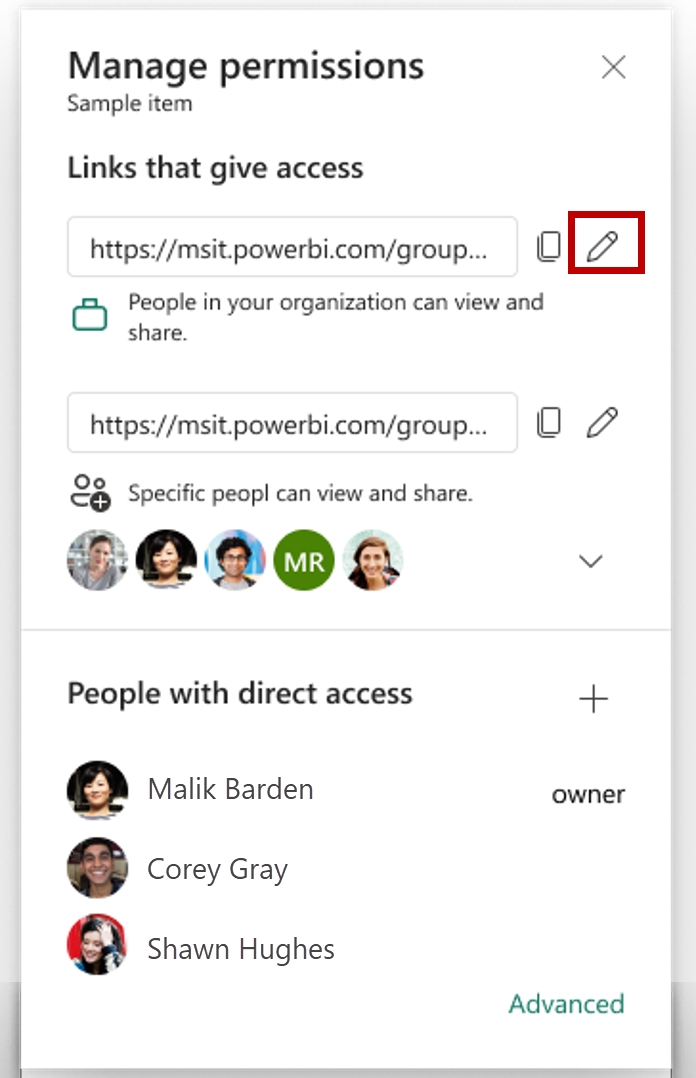 Manage permissions
Sample item
Links that give access
https://msit.powerbi.com/group...
People in your organization can view and
share.
https://msit.powerbi.com/group...
Specific peopl can view and share.
MR
People with direct access
Malik Barden
owner
Corey Gray
Shawn Hughes
Advanced